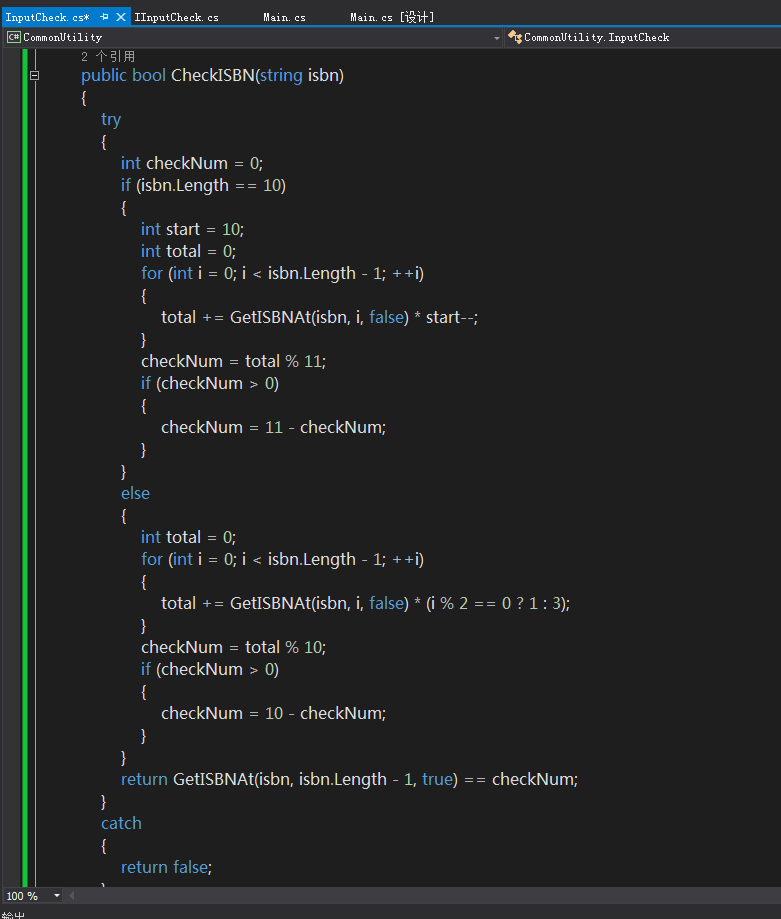 InputCheck.cs* IInputCheck.cs Main.cs Main.cs [设计]
C# CommonUtility CommonUtility.InputCheck
2 个引用
public bool CheckISBN(string isbn)
{
try
{
int checkNum = 0;
if (isbn.Length == 10)
{
int start = 10;
int total = 0;
for (int i = 0; i < isbn.Length - 1; ++i)
{
total += GetISBNAt(isbn, i, false) * start--;
}
checkNum = total % 11;
if (checkNum > 0)
{
checkNum = 11 - checkNum;
}
}
else
{
int total = 0;
for (int i = 0; i < isbn.Length - 1; ++i)
{
total += GetISBNAt(isbn, i, false) * (i % 2 == 0 ? 1 : 3);
}
checkNum = total % 10;
if (checkNum > 0)
{
checkNum = 10 - checkNum;
}
}
return GetISBNAt(isbn, isbn.Length - 1, true) == checkNum;
}
catch
{
return false;
}
100 %
输出